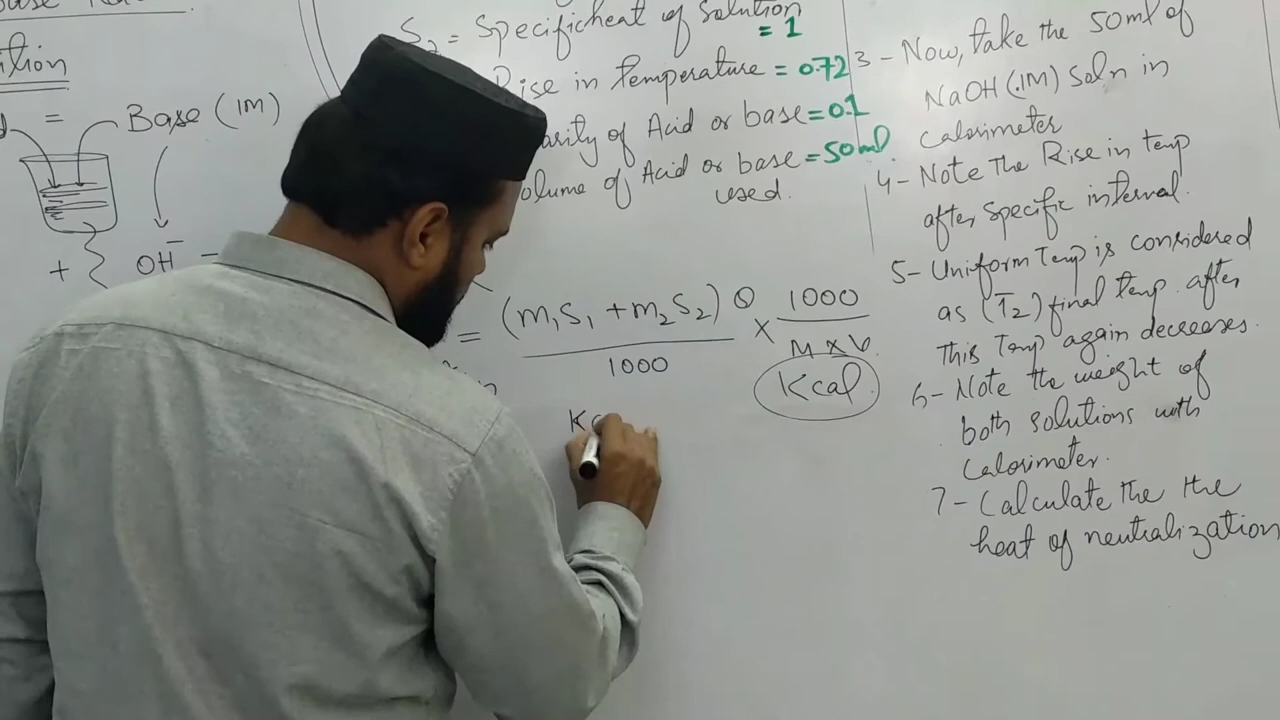 ition
Base (1M)
+
OH⁻
S₂ = Specific heat of Solution
= 1
Rise in temperature = 0.72
arity of Acid or base = 0.1
olume of Acid or base = 50ml
used.
= (m₁s₁ + m₂s₂) θ × 1000
1000
M × V
Kcal
3 - Now, take the 50ml of
NaOH (.1M) Soln in
calorimeter
4 - Note the Rise in temp
after specific interval.
5 - Uniform Temp is considered
as (T₂) final temp. after
this Temp again decreases.
6 - Note the weight of
both solutions with
Calorimeter.
7 - Calculate the the
heat of neutralization